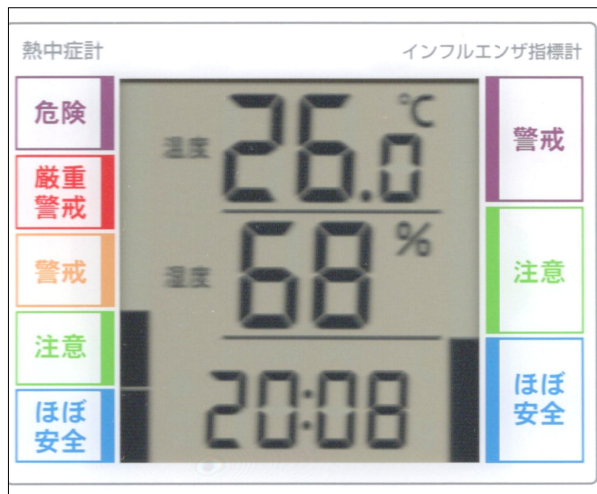 熱中症計
インフルエンザ指標計
危険
厳重
警戒
警戒
注意
ほぼ
安全
温度
26.0
℃
湿度
68
%
20:08
警戒
注意
ほぼ
安全